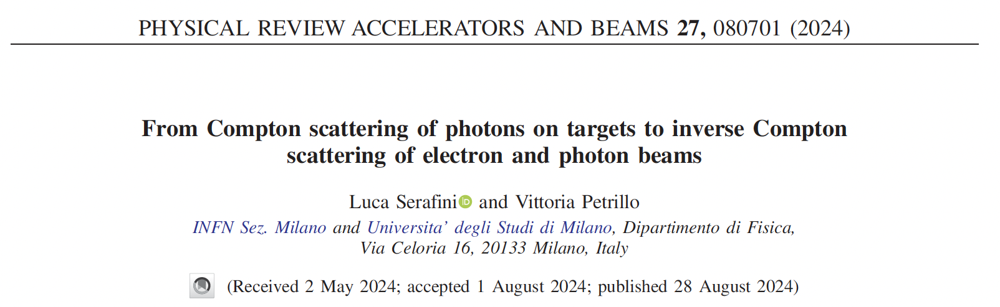 PHYSICAL REVIEW ACCELERATORS AND BEAMS 27, 080701 (2024)
From Compton scattering of photons on targets to inverse Compton
scattering of electron and photon beams
Luca Serafini iD and Vittoria Petrillo
INFN Sez. Milano and Universita’ degli Studi di Milano, Dipartimento di Fisica,
Via Celoria 16, 20133 Milano, Italy
(Received 2 May 2024; accepted 1 August 2024; published 28 August 2024)